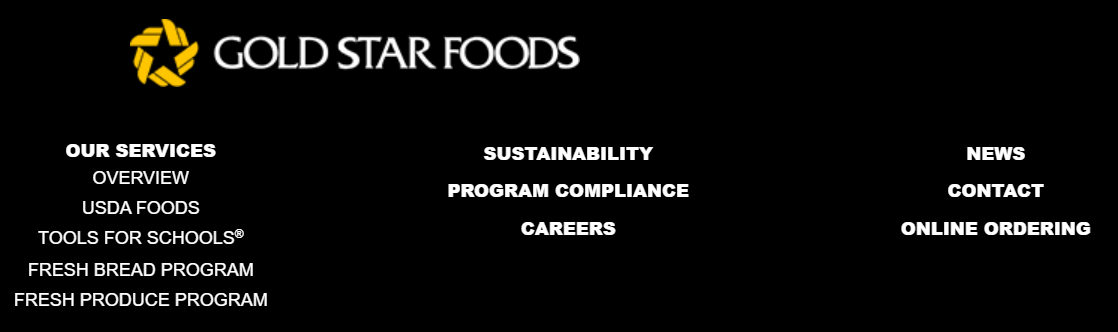 GOLD STAR FOODS
OUR SERVICES
OVERVIEW
USDA FOODS
TOOLS FOR SCHOOLS®
FRESH BREAD PROGRAM
FRESH PRODUCE PROGRAM
SUSTAINABILITY
PROGRAM COMPLIANCE
CAREERS
NEWS
CONTACT
ONLINE ORDERING